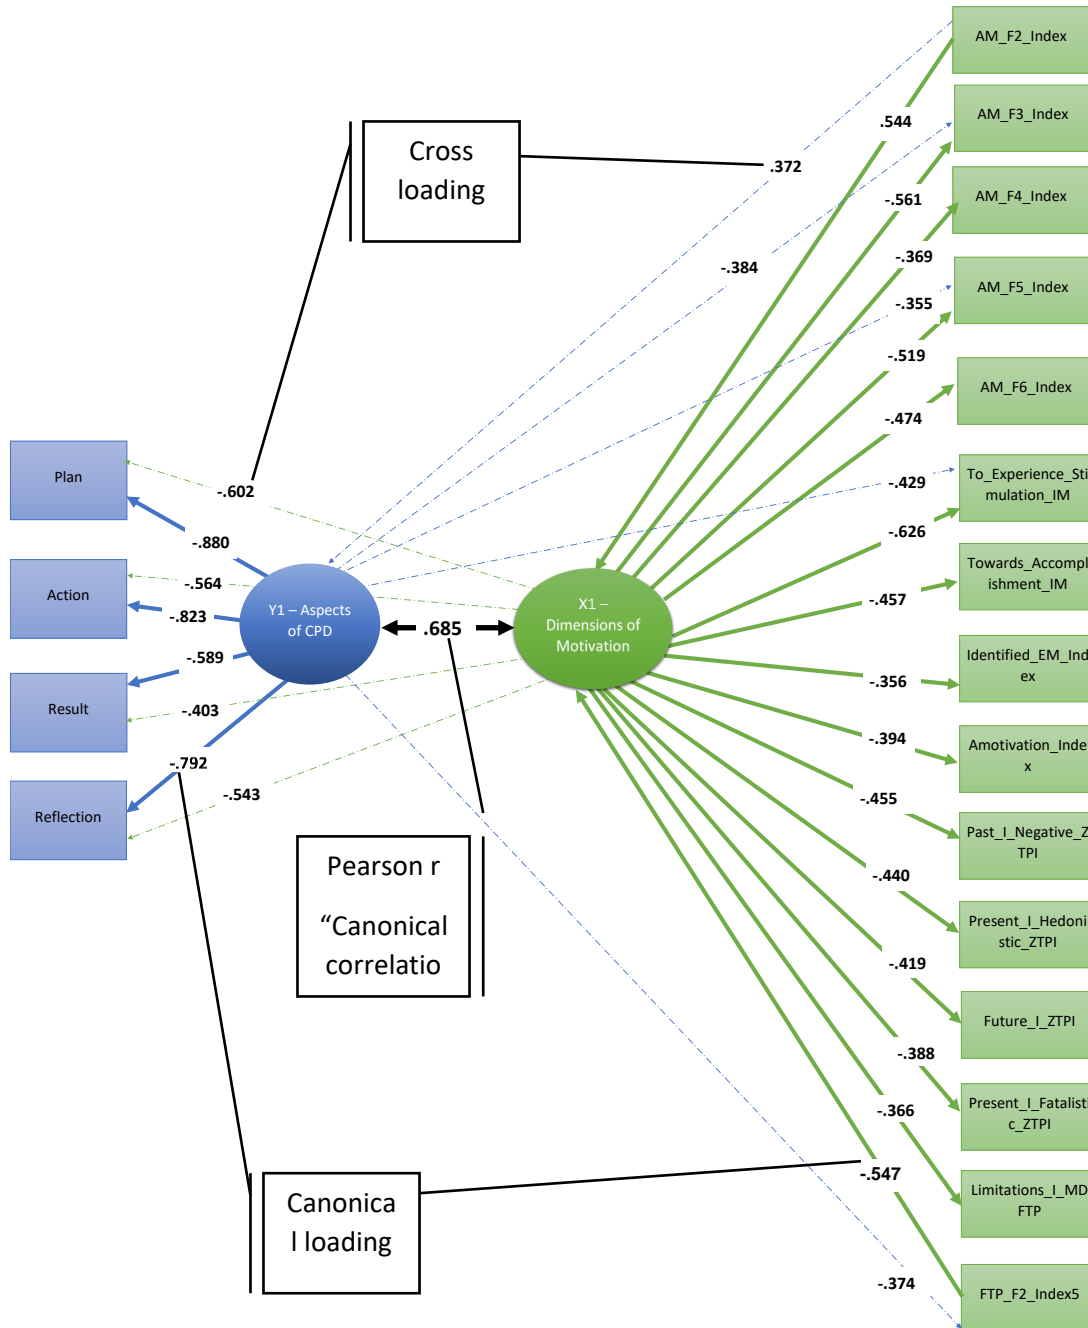 AM_F2_Index
AM_F3_Index
.544
Cross
loading
.372
-.561
AM_F4_Index
-.369
-.384
AM_F5_Index
-.355
-.519
AM_F6_Index
-.474
Plan
-.602
-.429
To_Experience_Sti
mulation_IM
-.626
-.880
Action
-.564
-.823
Y1 – Aspects
of CPD
.685
X1 –
Dimensions of
Motivation
Towards_Accompl
ishment_IM
-.457
-.589
Result
-.403
-.356
Identified_EM_Ind
ex
-.394
Amotivation_Inde
x
-.792
Reflection
-.543
-.455
Past_I_Negative_Z
TPI
Pearson r
“Canonical
correlatio
-.440
Present_I_Hedoni
stic_ZTPI
-.419
Future_I_ZTPI
-.388
-.366
Present_I_Fatalisti
c_ZTPI
-.547
Canonica
l loading
Limitations_I_MD
FTP
-.374
FTP_F2_Index5